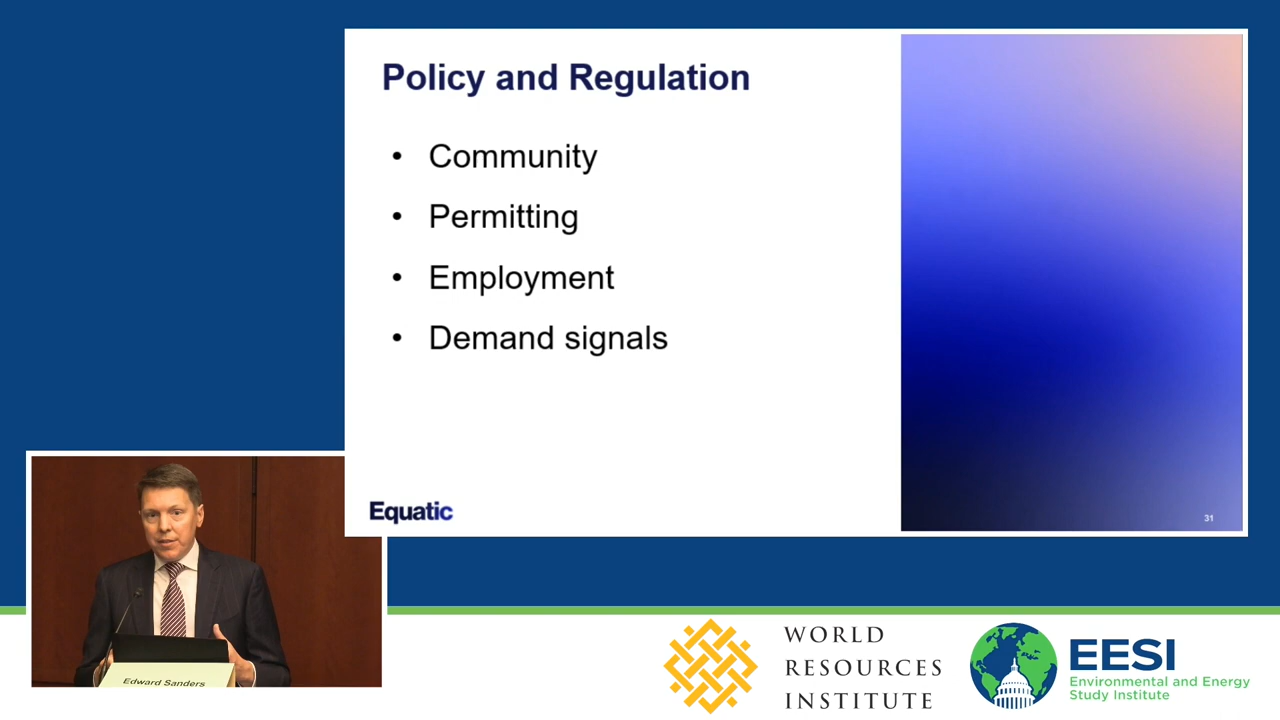 Policy and Regulation
• Community
• Permitting
• Employment
• Demand signals
Equatic
31
Edward Sanders
WORLD
RESOURCES
INSTITUTE
EESI
Environmental and Energy
Study Institute